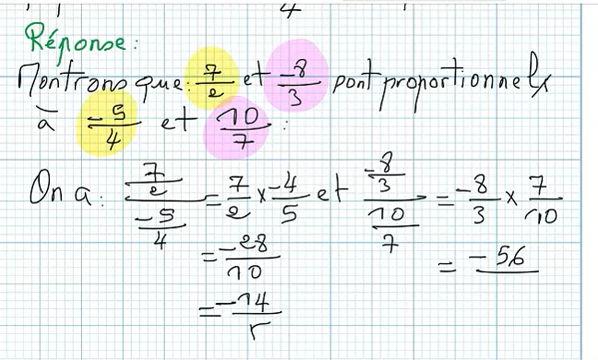 Réponse:
Montrons que: 7/2 et -8/3 sont proportionnels
à -5/4 et 10/7:
On a: (7/2)/(-5/4) = 7/2 × -4/5 et (-8/3)/(10/7) = -8/3 × 7/10
= -28/10
= -56
= -14/5